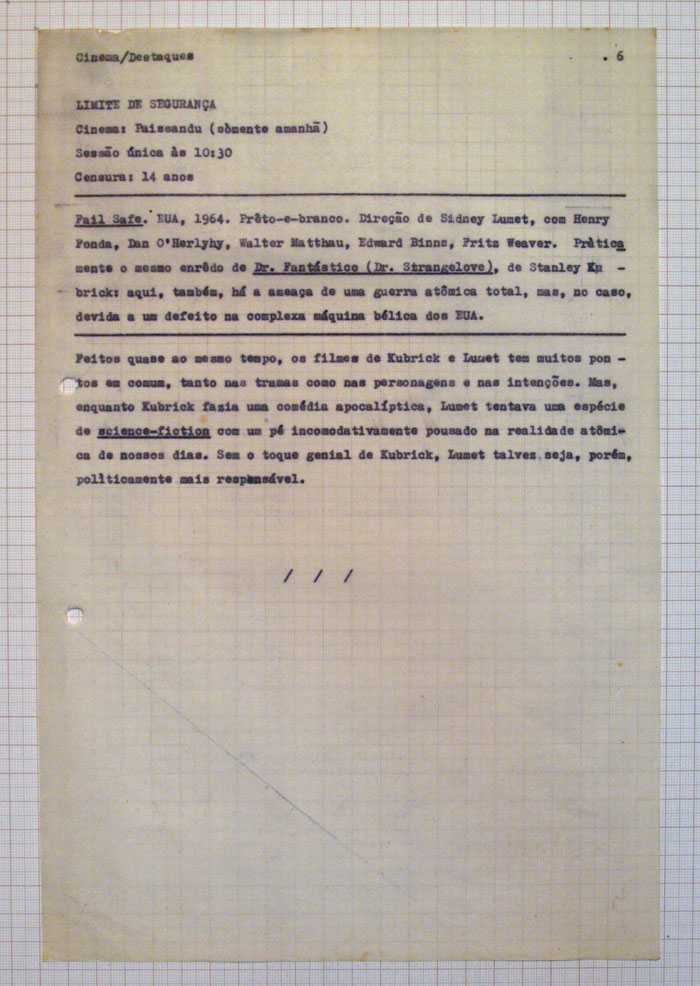 Cinema/Destaques . 6
LIMITE DE SEGURANÇA
Cinema: Paissandu (sòmente amanhã)
Sessão única às 10:30
Censura: 14 anos
Fail Safe. EUA, 1964. Prêto-e-branco. Direção de Sidney Lumet, com Henry
Fonda, Dan O'Herlyhy, Walter Matthau, Edward Binns, Fritz Weaver. Pràtica
mente o mesmo enrêdo de Dr. Fantástico (Dr. Strangelove), de Stanley Ku -
brick: aqui, também, há a ameaça de uma guerra atômica total, mas, no caso,
devida a um defeito na complexa máquina bélica dos EUA.
Feitos quase ao mesmo tempo, os filmes de Kubrick e Lumet tem muitos pon -
tos em comum, tanto nas tramas como nas personagens e nas intenções. Mas,
enquanto Kubrick fazia uma comédia apocalíptica, Lumet tentava uma espécie
de science-fiction com um pé incomodativamente pousado na realidade atômi-
ca de nossos dias. Sem o toque genial de Kubrick, Lumet talvez seja, porém,
polìticamente mais responsável.
/ / /